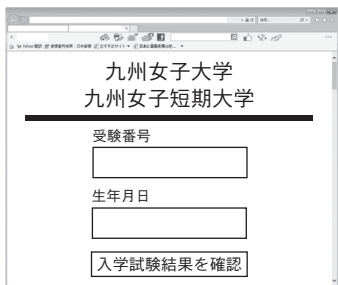 九州女子大学
九州女子短期大学
受験番号
生年月日
入学試験結果を確認